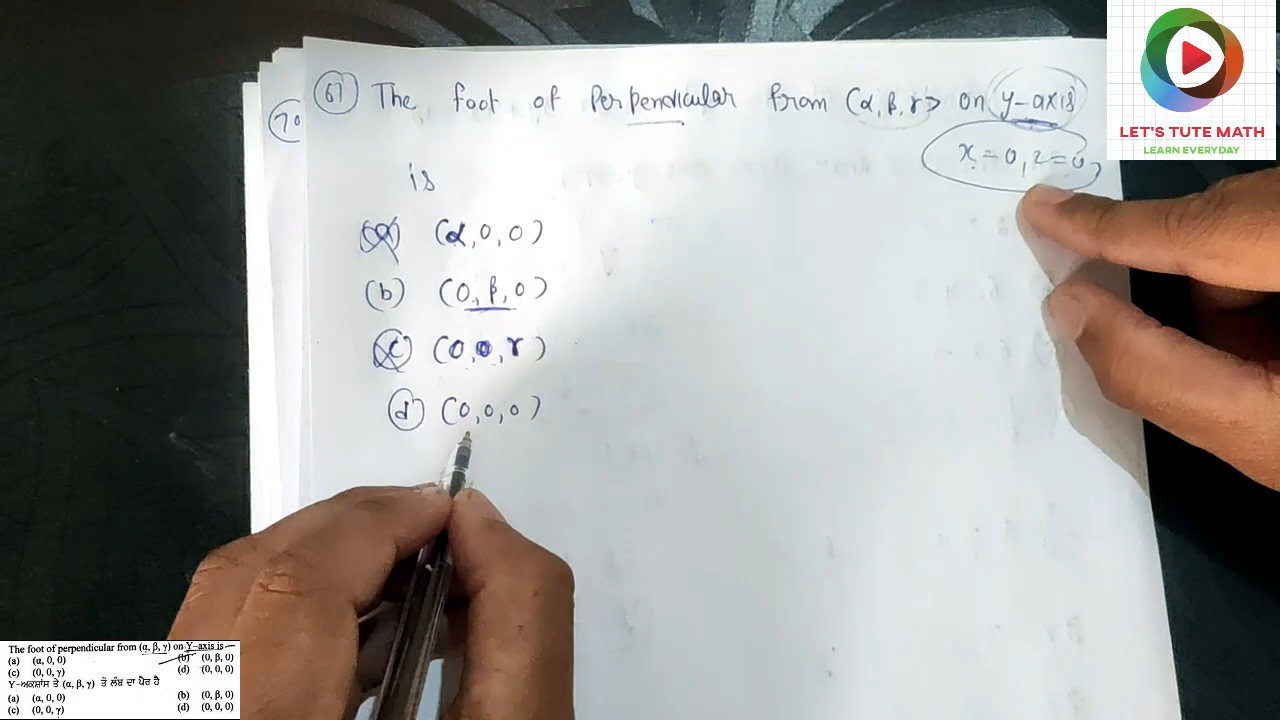 70
67 The foot of Perpendicular from (α, β, γ) on y-axis
x=0, z=0,
is
(a) (α, 0, 0)
(b) (0, β, 0)
(c) (0, 0, γ)
(d) (0, 0, 0)
LET'S TUTE MATH
LEARN EVERYDAY
The foot of perpendicular from (α, β, γ) on Y-axis is
(a) (α, 0, 0) (b) (0, β, 0)
(c) (0, 0, γ) (d) (0, 0, 0)
Y-ਅਕਸ਼ਾਂਸ ਤੇ (α, β, γ) ਤੋਂ ਲੰਬ ਦਾ ਪੈਰ ਹੈ
(a) (α, 0, 0) (b) (0, β, 0)
(c) (0, 0, γ) (d) (0, 0, 0)